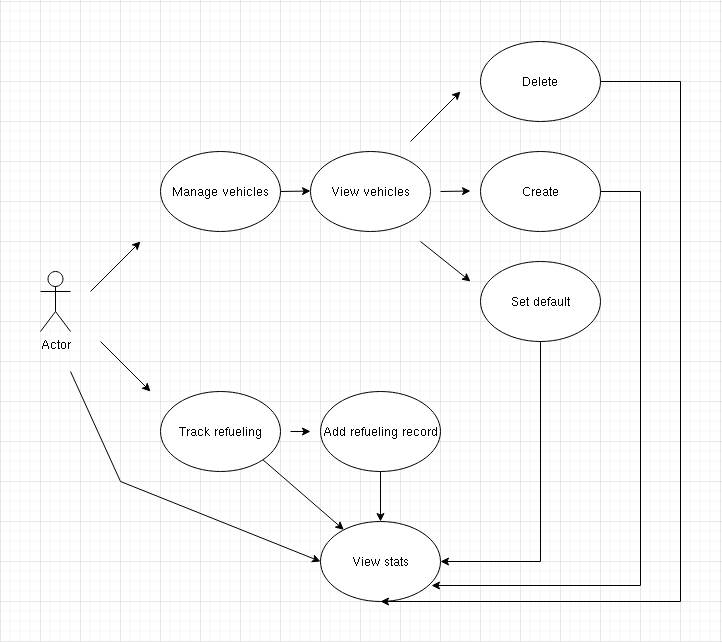 Delete
Manage vehicles
View vehicles
Create
Set default
Actor
Track refueling
Add refueling record
View stats